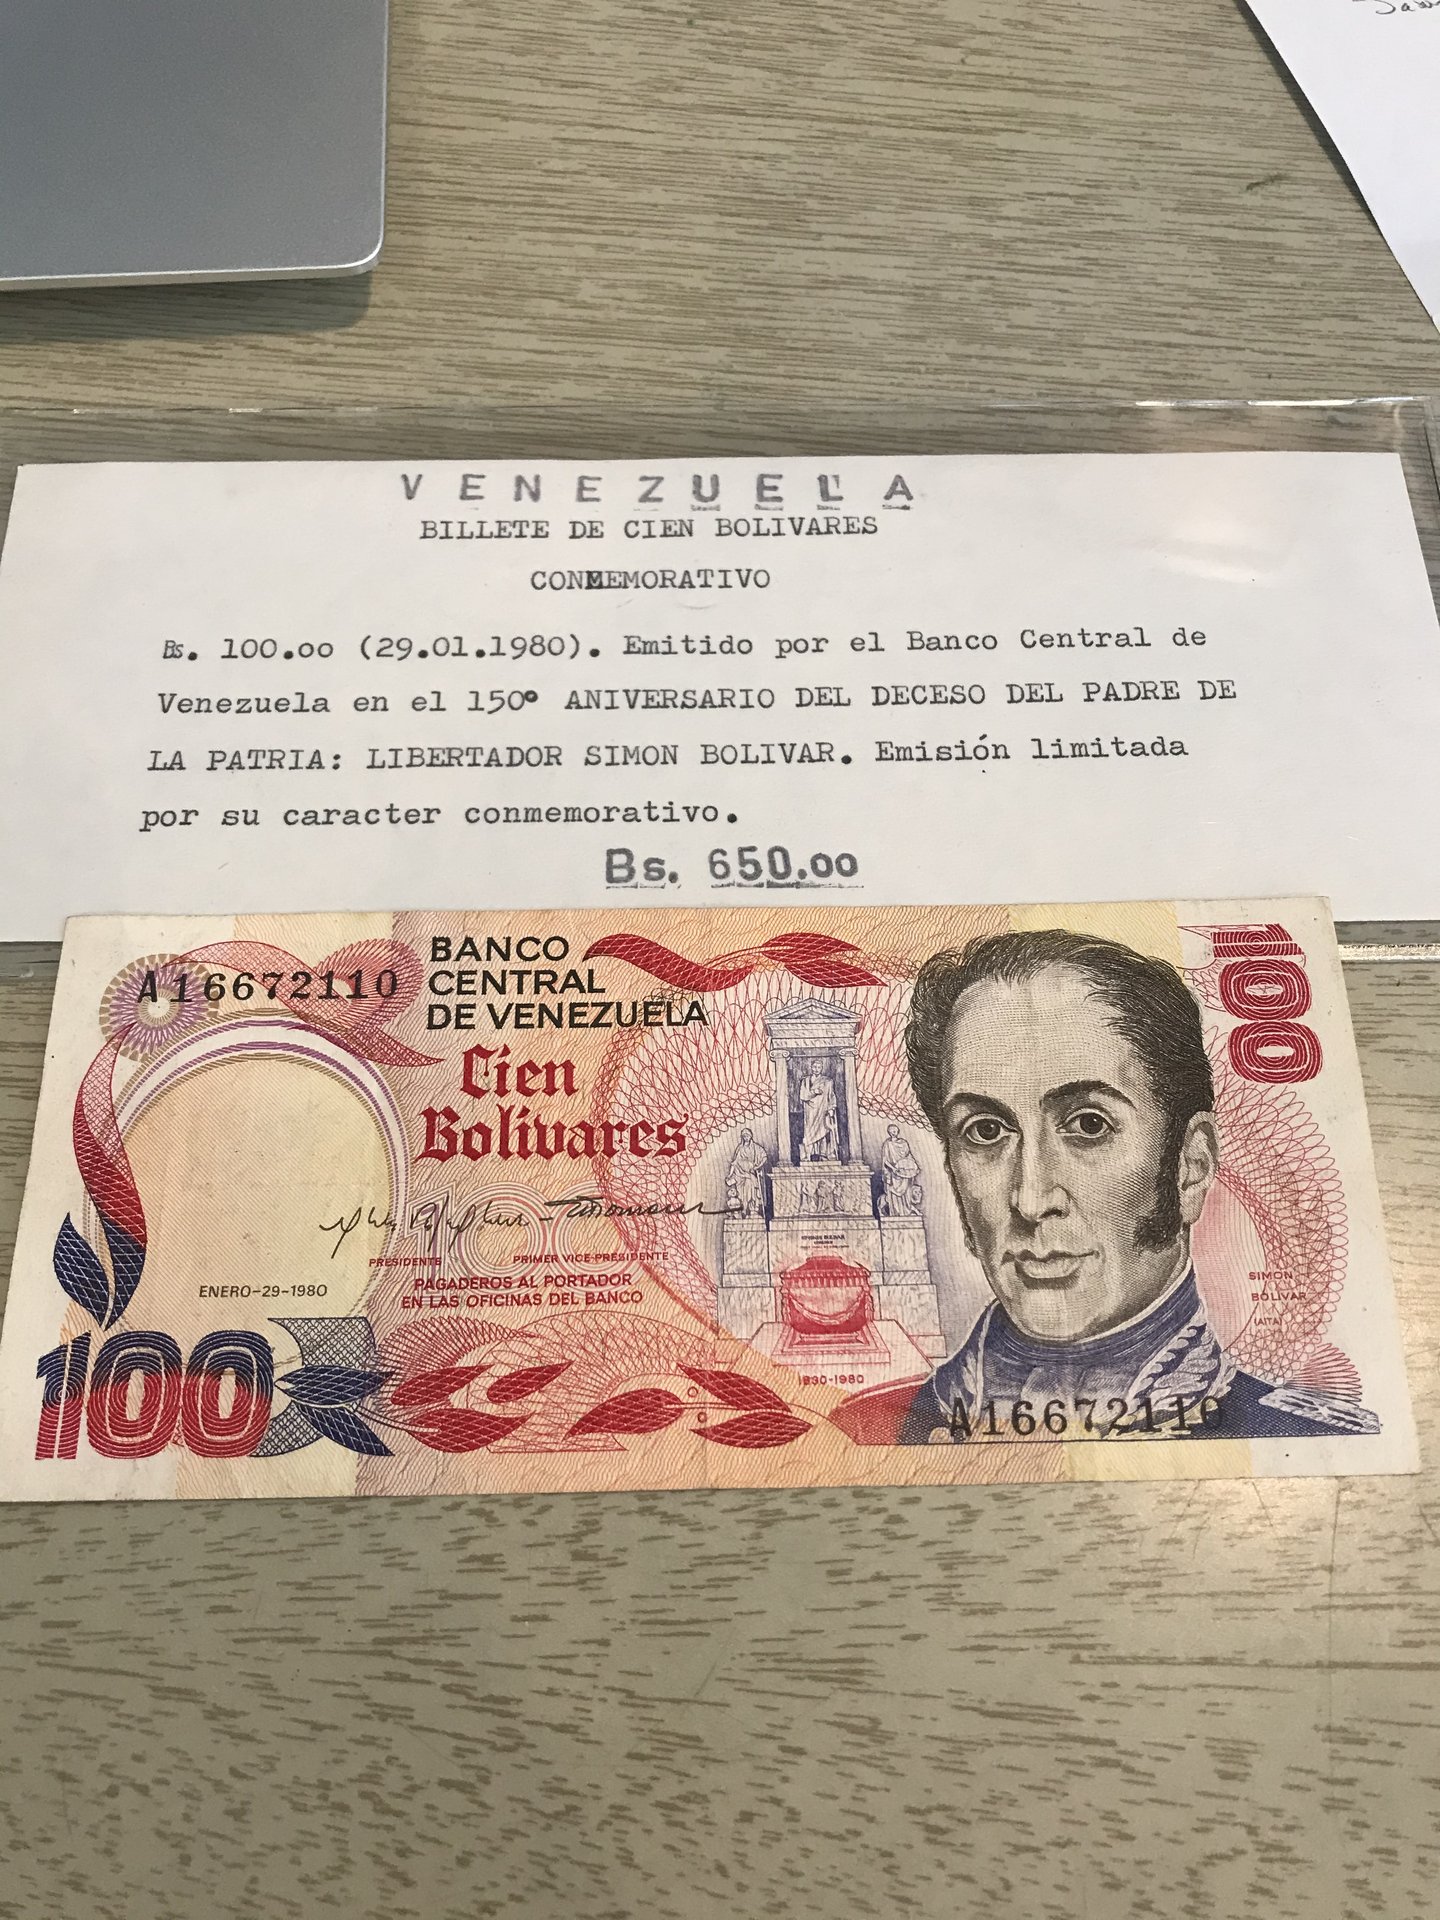 VENEZUELA
BILLETE DE CIEN BOLIVARES
CONMEMORATIVO
Bs. 100.oo (29.01.1980). Emitido por el Banco Central de
Venezuela en el 150º ANIVERSARIO DEL DECESO DEL PADRE DE
LA PATRIA: LIBERTADOR SIMON BOLIVAR. Emisión limitada
por su caracter conmemorativo.
Bs. 650.oo
A16672110
BANCO
CENTRAL
DE VENEZUELA
100
Cien
Bolívares
100
PRESIDENTE PRIMER VICE-PRESIDENTE
PAGADEROS AL PORTADOR
EN LAS OFICINAS DEL BANCO
ENERO-29-1980
SIMON
BOLIVAR
(AITA)
1830-1980
100
A16672110